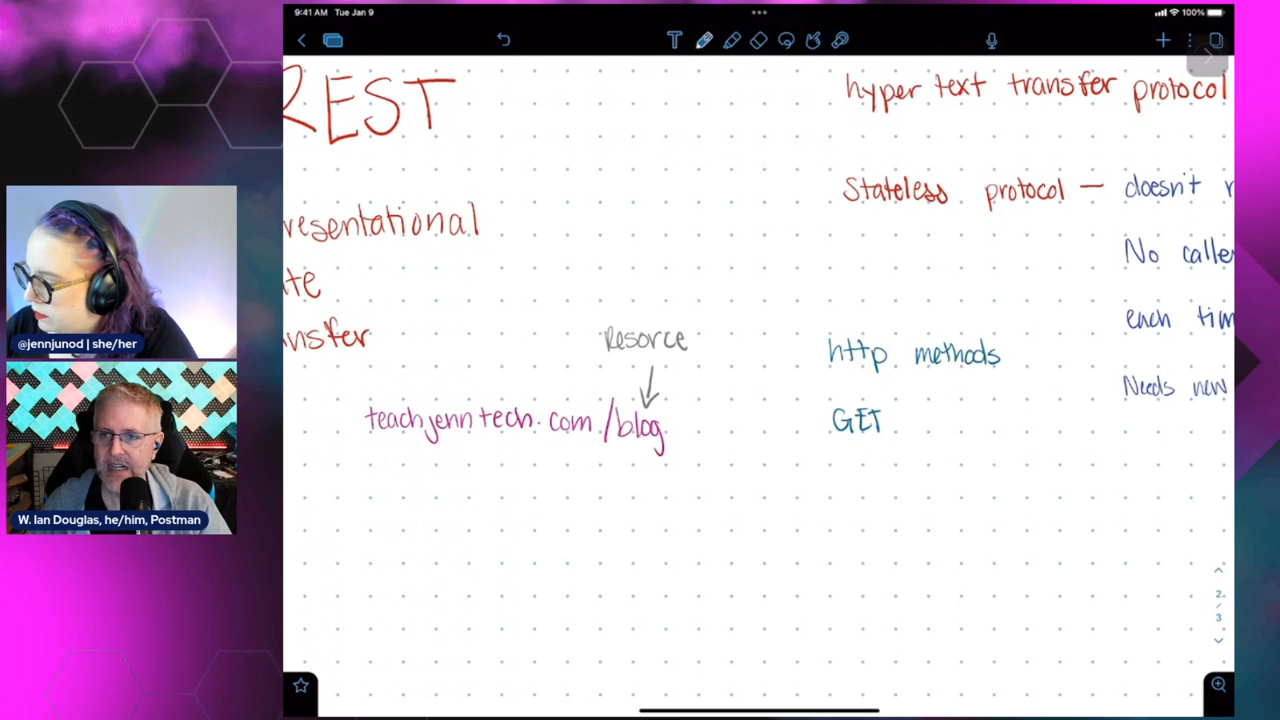 9:41 AM Tue Jan 9
100%
REST
hyper text transfer protocol
Stateless protocol — doesn't
resentational
No calle
te
each tim
nsfer
Resorce
http methods
Needs new
teachjenntech.com/blog
GET
@jennjunod | she/her
W. Ian Douglas, he/him, Postman
2
/
3